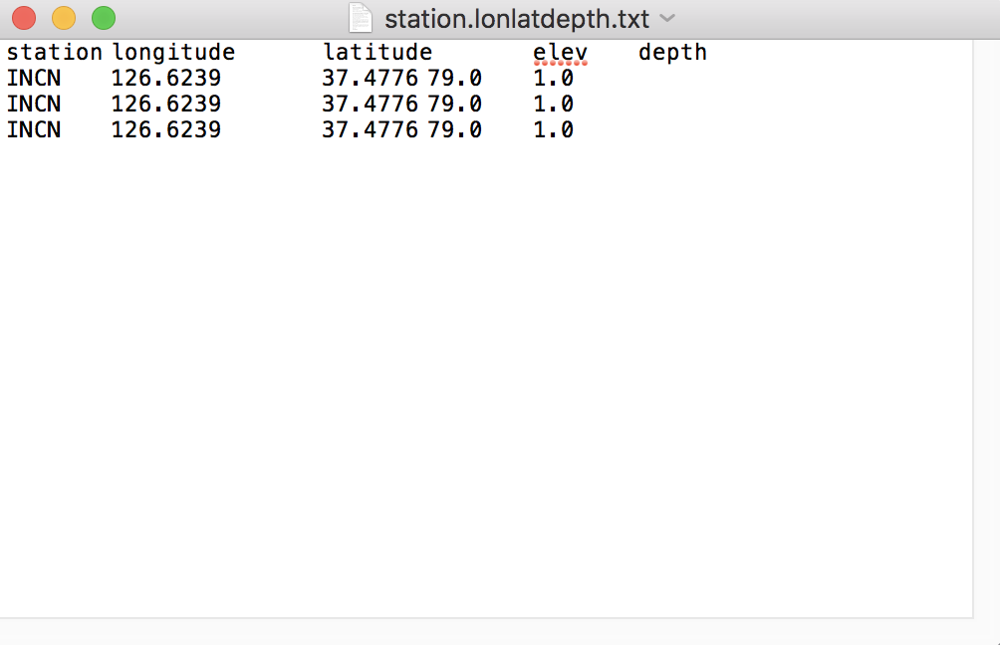 station.lonlatdepth.txt
station longitude latitude elev depth
INCN 126.6239 37.4776 79.0 1.0
INCN 126.6239 37.4776 79.0 1.0
INCN 126.6239 37.4776 79.0 1.0